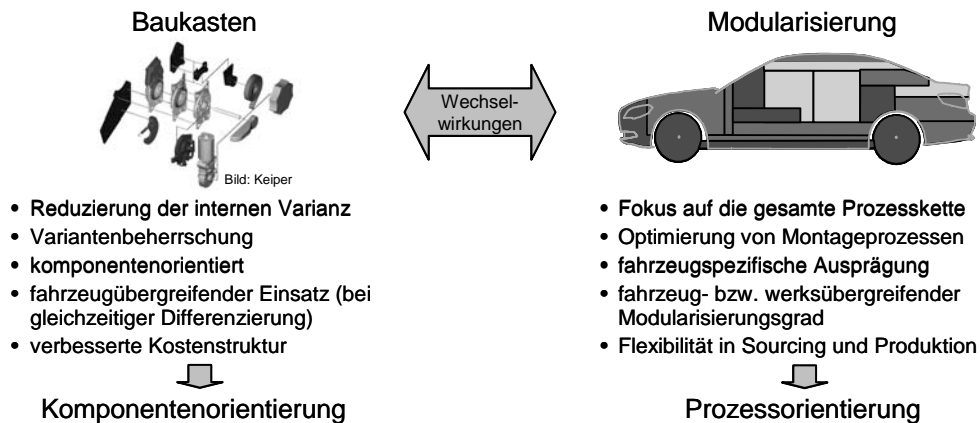 Baukasten
Bild: Keiper
• Reduzierung der internen Varianz
• Variantenbeherrschung
• komponentenorientiert
• fahrzeugübergreifender Einsatz (bei
gleichzeitiger Differenzierung)
• verbesserte Kostenstruktur
Komponentenorientierung
Wechsel-
wirkungen
Modularisierung
• Fokus auf die gesamte Prozesskette
• Optimierung von Montageprozessen
• fahrzeugspezifische Ausprägung
• fahrzeug- bzw. werksübergreifender
Modularisierungsgrad
• Flexibilität in Sourcing und Produktion
Prozessorientierung